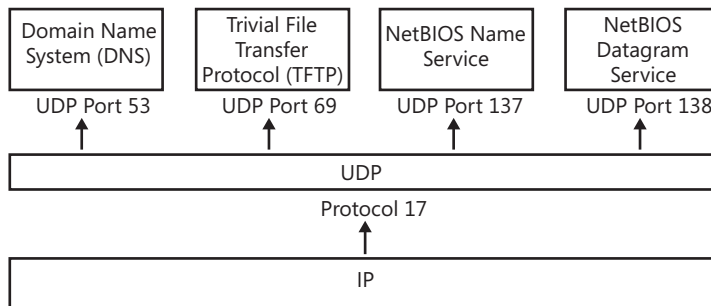 Domain Name
System (DNS)
Trivial File
Transfer
Protocol (TFTP)
NetBIOS Name
Service
NetBIOS
Datagram
Service
UDP Port 53
UDP Port 69
UDP Port 137
UDP Port 138
UDP
Protocol 17
IP